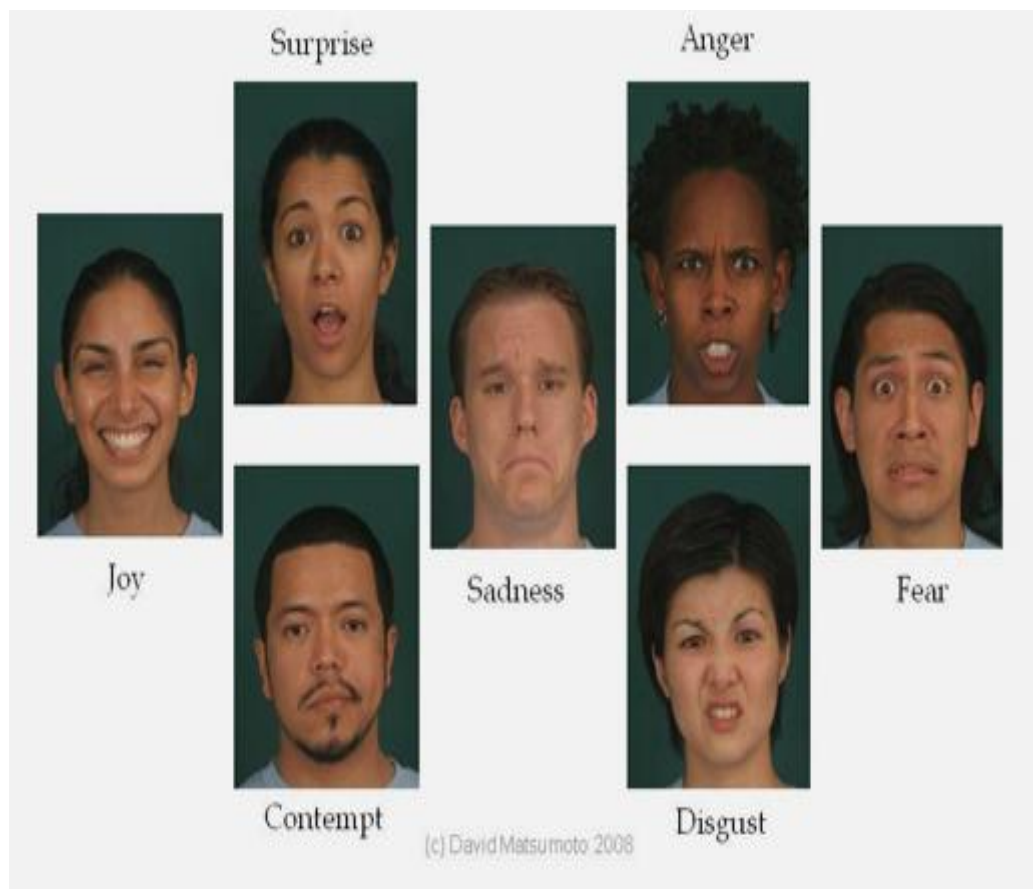 Surprise
Anger
Joy
Sadness
Fear
Contempt
Disgust
(c) David Matsumoto 2008